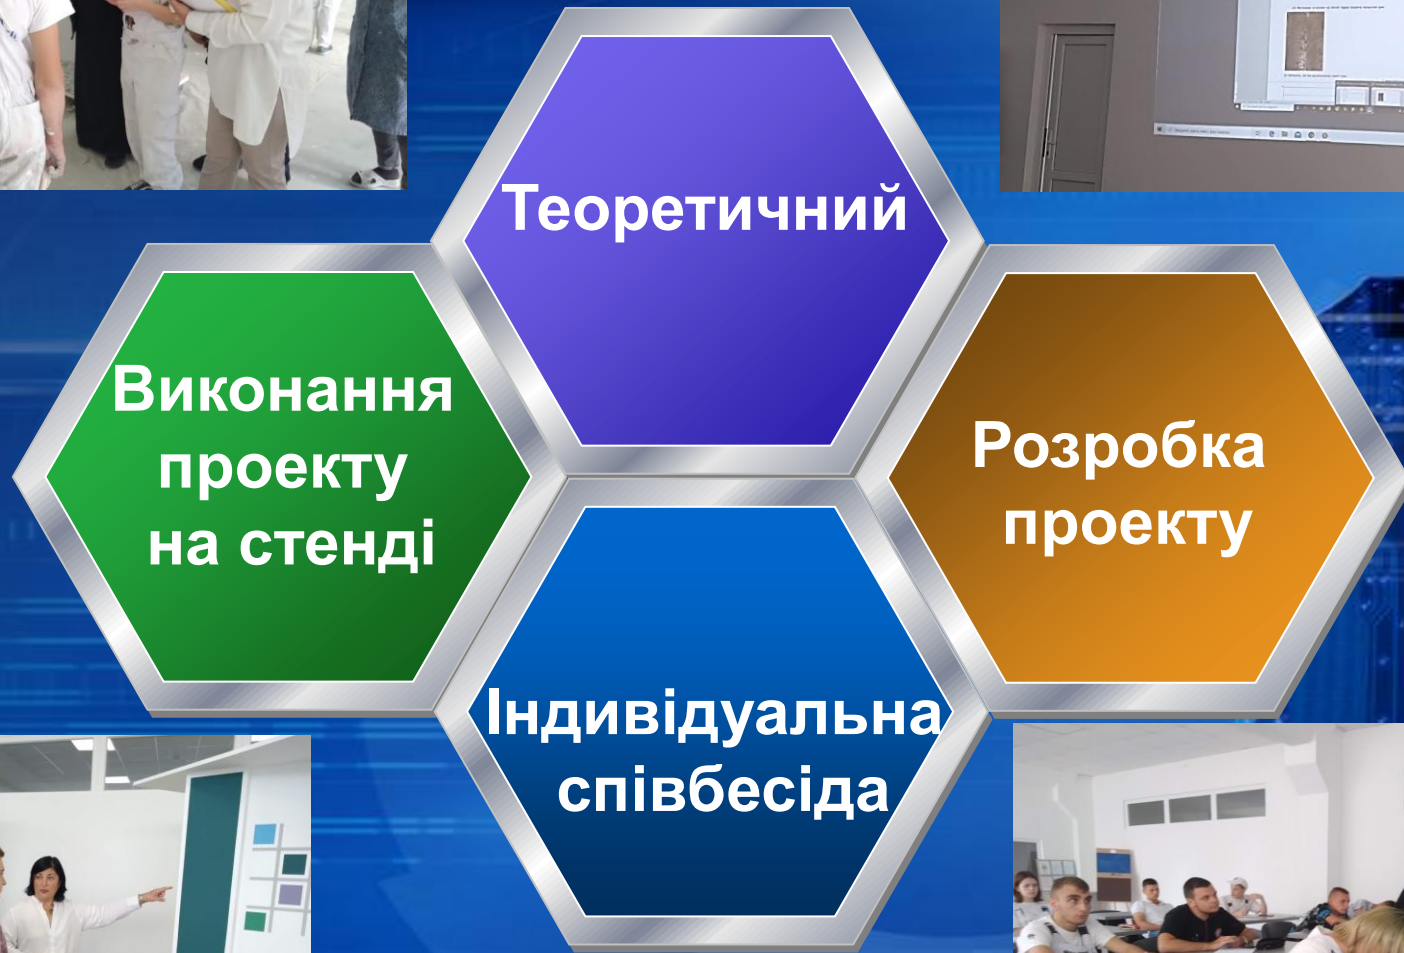 Теоретичний
Виконання
проекту
на стенді
Розробка
проекту
Індивідуальна
співбесіда